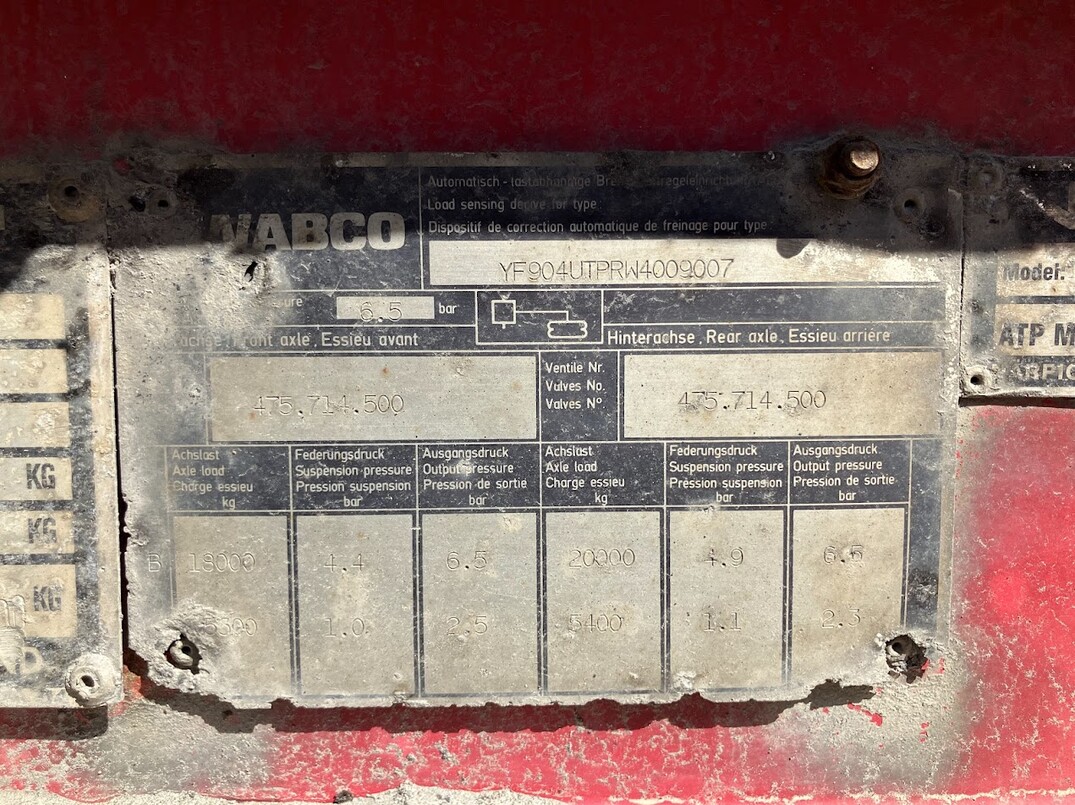 WABCO
Automatisch - lastabhängige
Load sensing device for type:
Dispositif de correction automatique de freinage pour type
YF904UTPRW4009007
6.5 bar
Front axle, Essieu avant
Hinterachse, Rear axle, Essieu arrière
475.714.500
Ventile Nr.
Valves No.
Valves N°
475.714.500
Achslast
Axle load
Charge essieu
kg
Federungsdruck
Suspension pressure
Pression suspension
bar
Ausgangsdruck
Output pressure
Pression de sortie
bar
Achslast
Axle load
Charge essieu
kg
Federungsdruck
Suspension pressure
Pression suspension
bar
Ausgangsdruck
Output pressure
Pression de sortie
bar
B 18000 4.4 6.5 20000 4.9 6.5
1.0 2.5 5400 1.1 2.3
KG
KG
KG
Model:
ATP